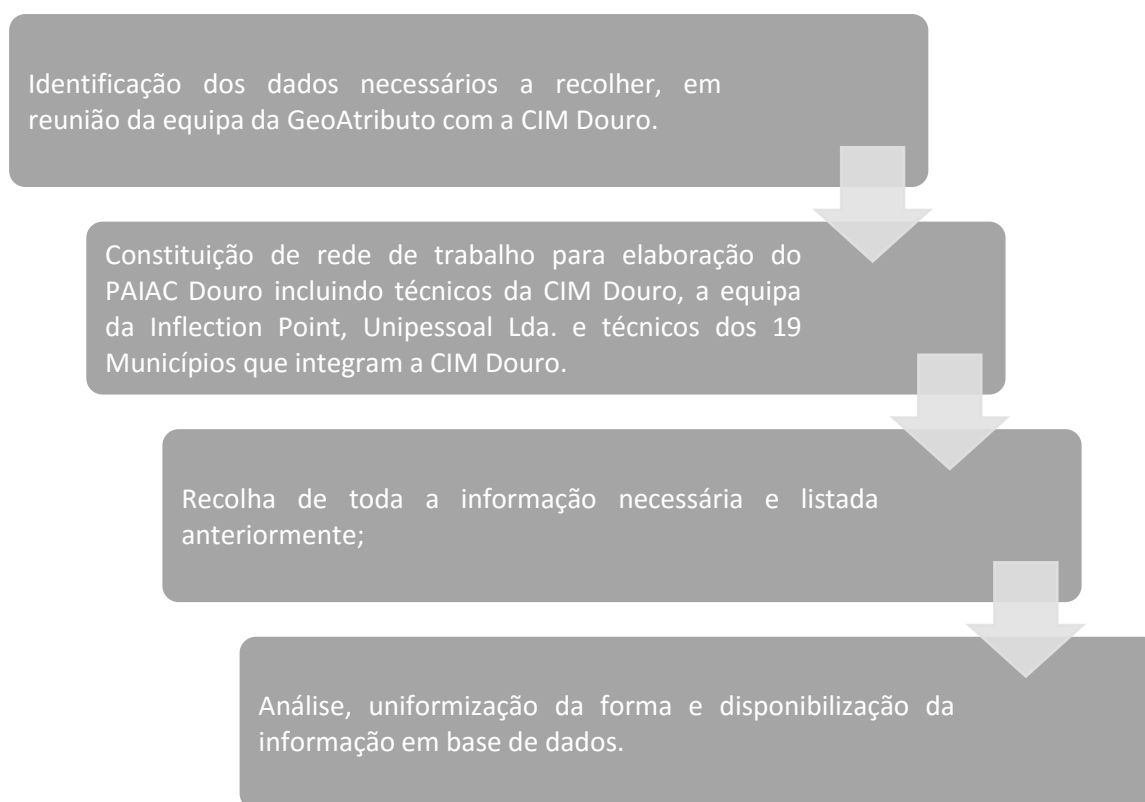 Identificação dos dados necessários a recolher, em
reunião da equipa da GeoAtributo com a CIM Douro.
Constituição de rede de trabalho para elaboração do
PAIAC Douro incluindo técnicos da CIM Douro, a equipa
da Inflection Point, Unipessoal Lda. e técnicos dos 19
Municípios que integram a CIM Douro.
Recolha de toda a informação necessária e listada
anteriormente;
Análise, uniformização da forma e disponibilização da
informação em base de dados.